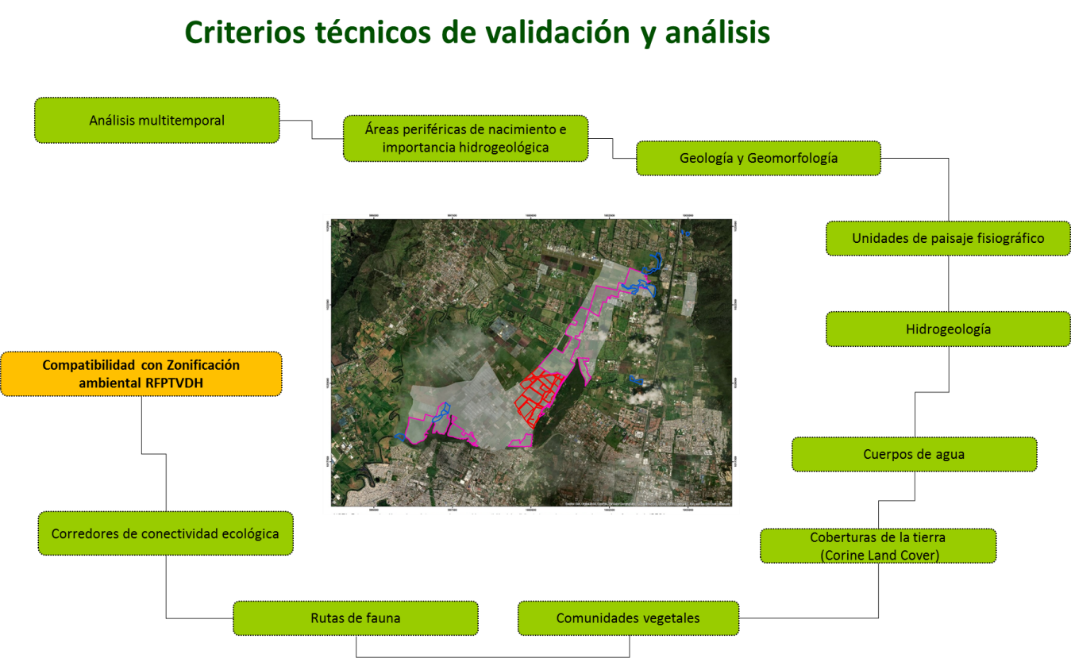 Criterios técnicos de validación y análisis
Análisis multitemporal
Áreas periféricas de nacimiento e
importancia hidrogeológica
Geología y Geomorfología
Unidades de paisaje fisiográfico
Hidrogeología
Cuerpos de agua
Coberturas de la tierra
(Corine Land Cover)
Comunidades vegetales
Rutas de fauna
Corredores de conectividad ecológica
Compatibilidad con Zonificación
ambiental RFPTVDH